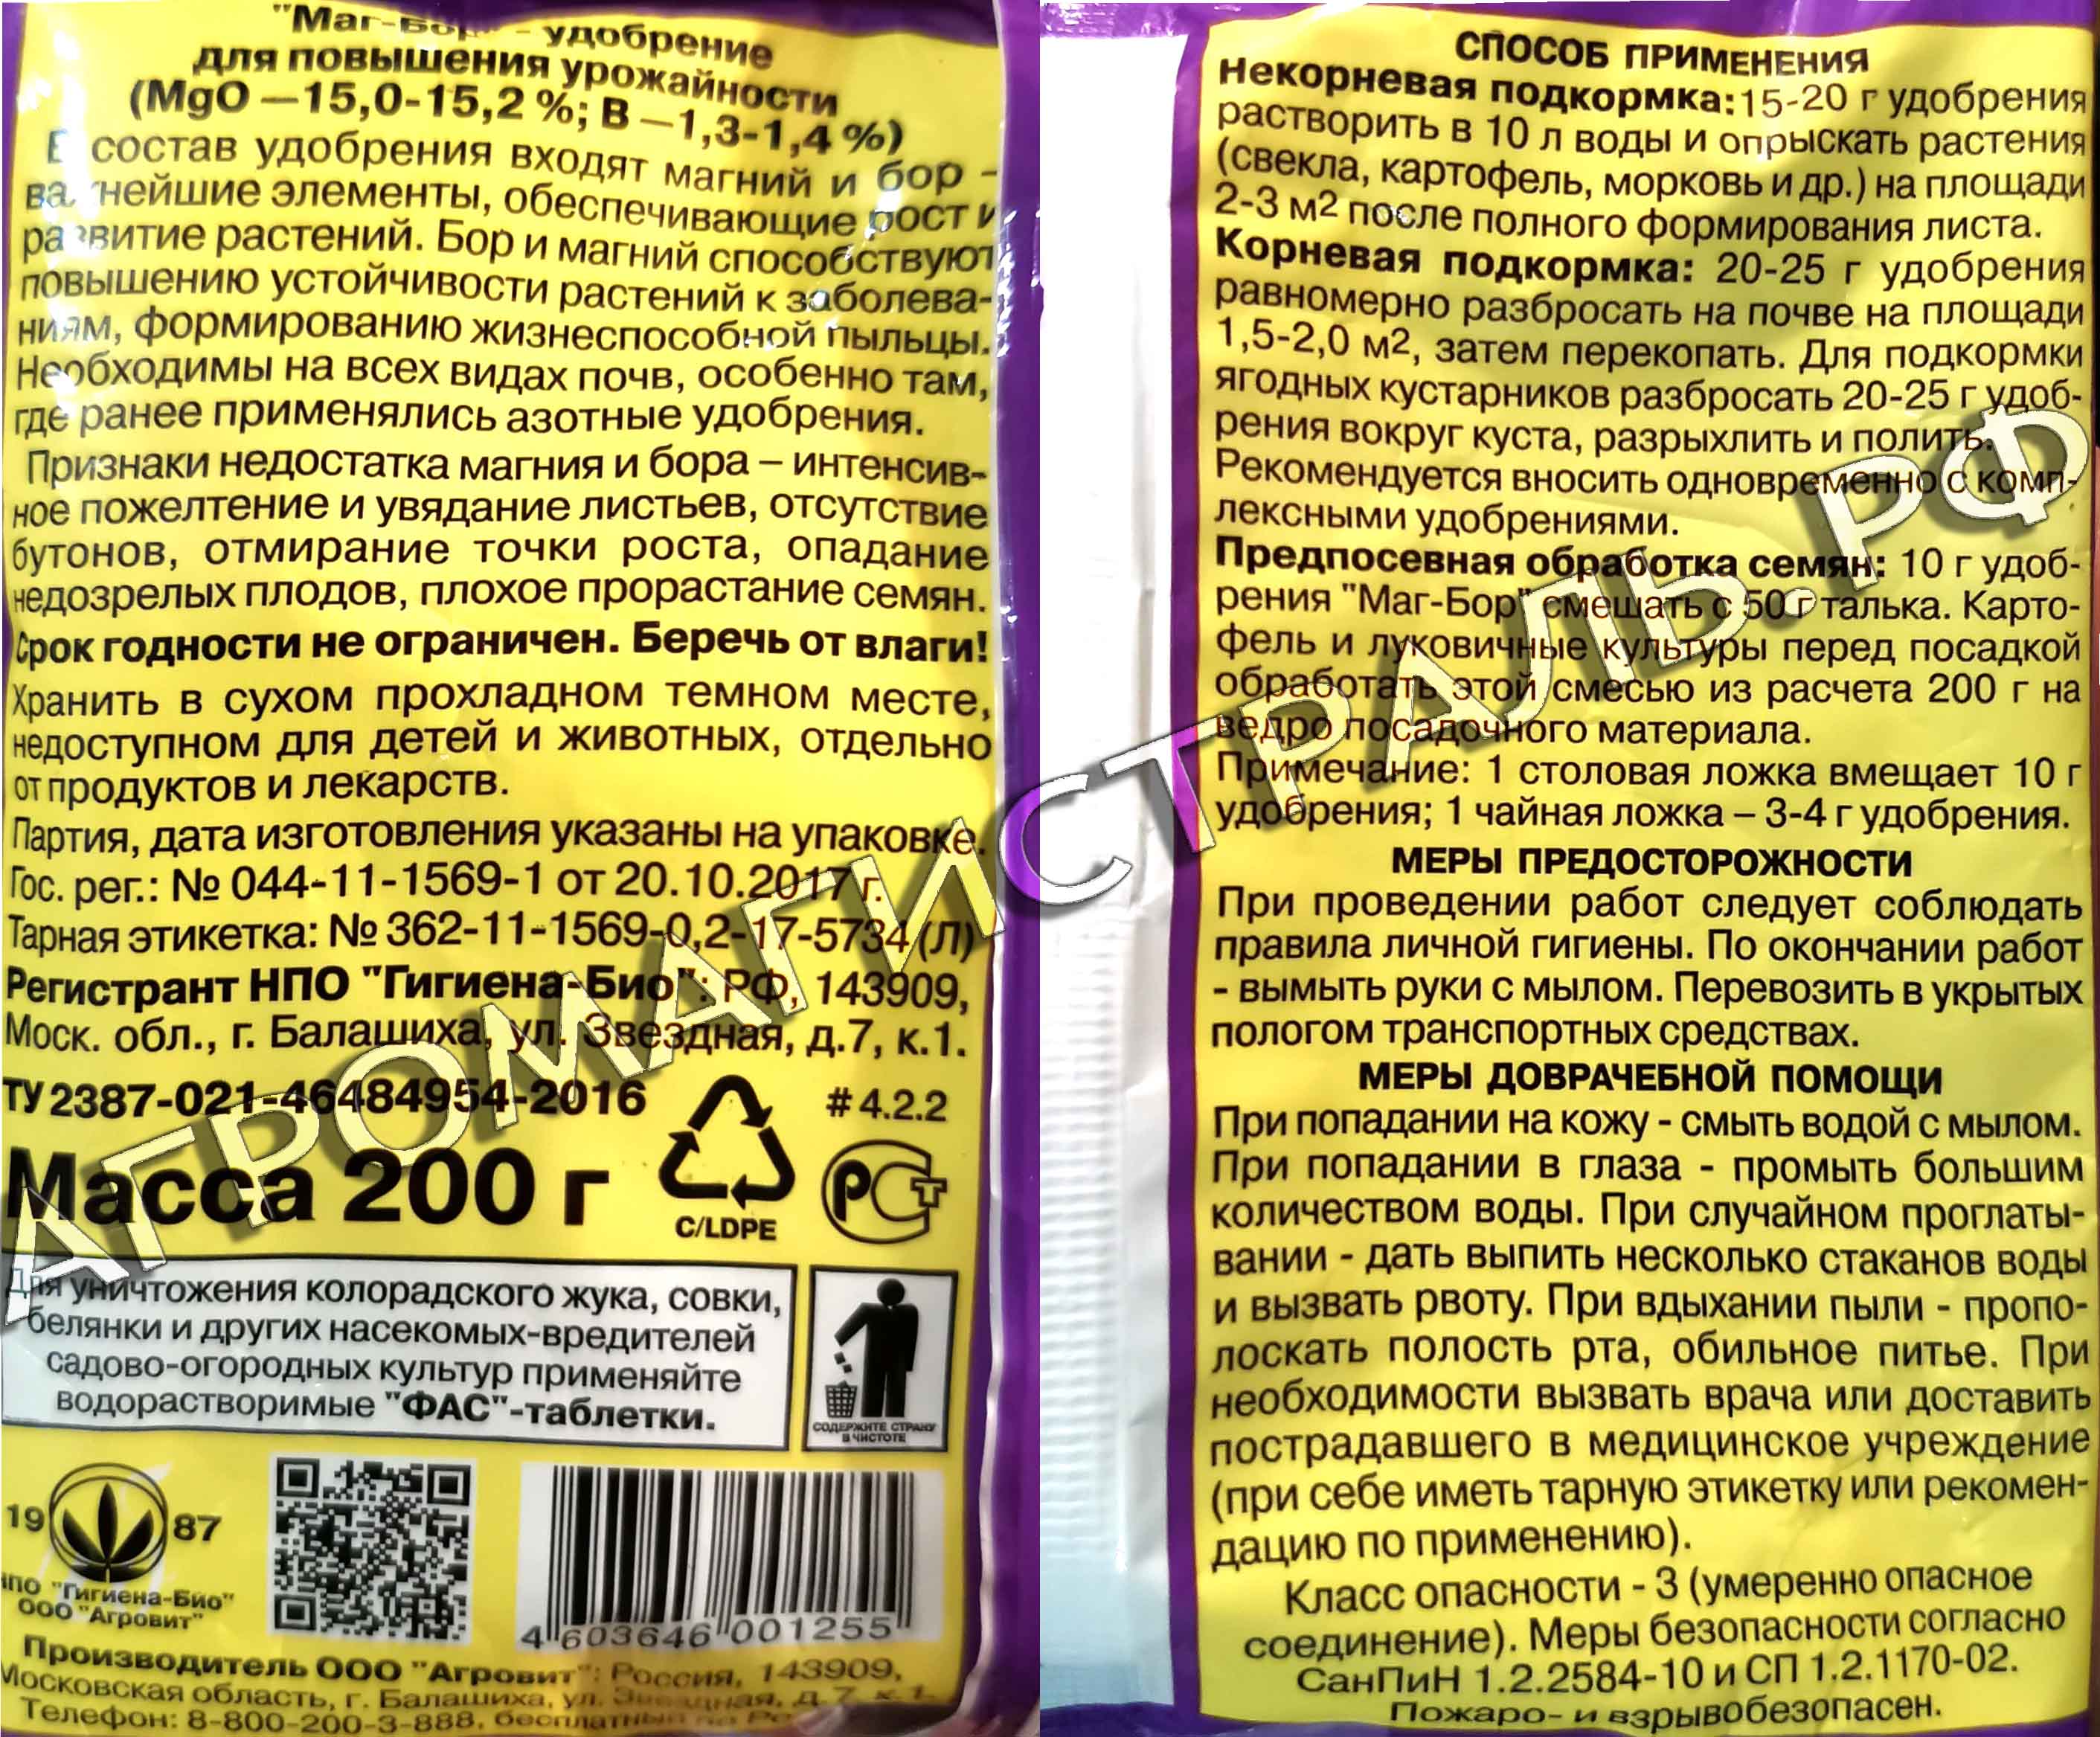 "Маг-Бор" - удобрение
для повышения урожайности
(MgO – 15,0-15,2 %; В – 1,3-1,4 %)
В состав удобрения входят магний и бор -
важнейшие элементы, обеспечивающие рост и
развитие растений. Бор и магний способствуют
повышению устойчивости растений к заболева-
ниям, формированию жизнеспособной пыльцы.
Необходимы на всех видах почв, особенно там,
где ранее применялись азотные удобрения.
Признаки недостатка магния и бора – интенсив-
ное пожелтение и увядание листьев, отсутствие
бутонов, отмирание точки роста, опадание
недозрелых плодов, плохое прорастание семян.
Срок годности не ограничен. Беречь от влаги!
Хранить в сухом прохладном темном месте,
недоступном для детей и животных, отдельно
от продуктов и лекарств.
Партия, дата изготовления указаны на упаковке.
Гос. рег.: № 044-11-1569-1 от 20.10.2017 г.
Тарная этикетка: № 362-11-1569-0,2-17-5734 (Л)
Регистрант НПО "Гигиена-Био": РФ, 143909,
Моск. обл., г. Балашиха, ул. Звездная, д.7, к.1.
ТУ 2387-021-46484954-2016
# 4.2.2
Масса 200 г
C/LDPE
РСТ
Для уничтожения колорадского жука, совки,
белянки и других насекомых-вредителей
садово-огородных культур применяйте
водорастворимые "ФАС"-таблетки.
СОДЕРЖИТЕ СТРАНУ
В ЧИСТОТЕ
19 87
НПО "Гигиена-Био"
ООО "Агровит"
4 603646 001255
Производитель ООО "Агровит": Россия, 143909,
Московская область, г. Балашиха, ул. Звездная, д.7, к.1.
Телефон: 8-800-200-3-888, бесплатный по
СПОСОБ ПРИМЕНЕНИЯ
Некорневая подкормка: 15-20 г удобрения
растворить в 10 л воды и опрыскать растения
(свекла, картофель, морковь и др.) на площади
2-3 м2 после полного формирования листа.
Корневая подкормка: 20-25 г удобрения
равномерно разбросать на почве на площади
1,5-2,0 м2, затем перекопать. Для подкормки
ягодных кустарников разбросать 20-25 г удоб-
рения вокруг куста, разрыхлить и полить.
Рекомендуется вносить одновременно с комп-
лексными удобрениями.
Предпосевная обработка семян: 10 г удоб-
рения "Маг-Бор" смешать с 50 г талька. Карто-
фель и луковичные культуры перед посадкой
обработать этой смесью из расчета 200 г на
ведро посадочного материала.
Примечание: 1 столовая ложка вмещает 10 г
удобрения; 1 чайная ложка – 3-4 г удобрения.
МЕРЫ ПРЕДОСТОРОЖНОСТИ
При проведении работ следует соблюдать
правила личной гигиены. По окончании работ
- вымыть руки с мылом. Перевозить в укрытых
пологом транспортных средствах.
МЕРЫ ДОВРАЧЕБНОЙ ПОМОЩИ
При попадании на кожу - смыть водой с мылом.
При попадании в глаза - промыть большим
количеством воды. При случайном проглаты-
вании - дать выпить несколько стаканов воды
и вызвать рвоту. При вдыхании пыли - пропо-
лоскать полость рта, обильное питье. При
необходимости вызвать врача или доставить
пострадавшего в медицинское учреждение
(при себе иметь тарную этикетку или рекомен-
дацию по применению).
Класс опасности - 3 (умеренно опасное
соединение). Меры безопасности согласно
СанПиН 1.2.2584-10 и СП 1.2.1170-02.
Пожаро- и взрывобезопасен.
АГРОМАГИСТРАЛЬ.РФ